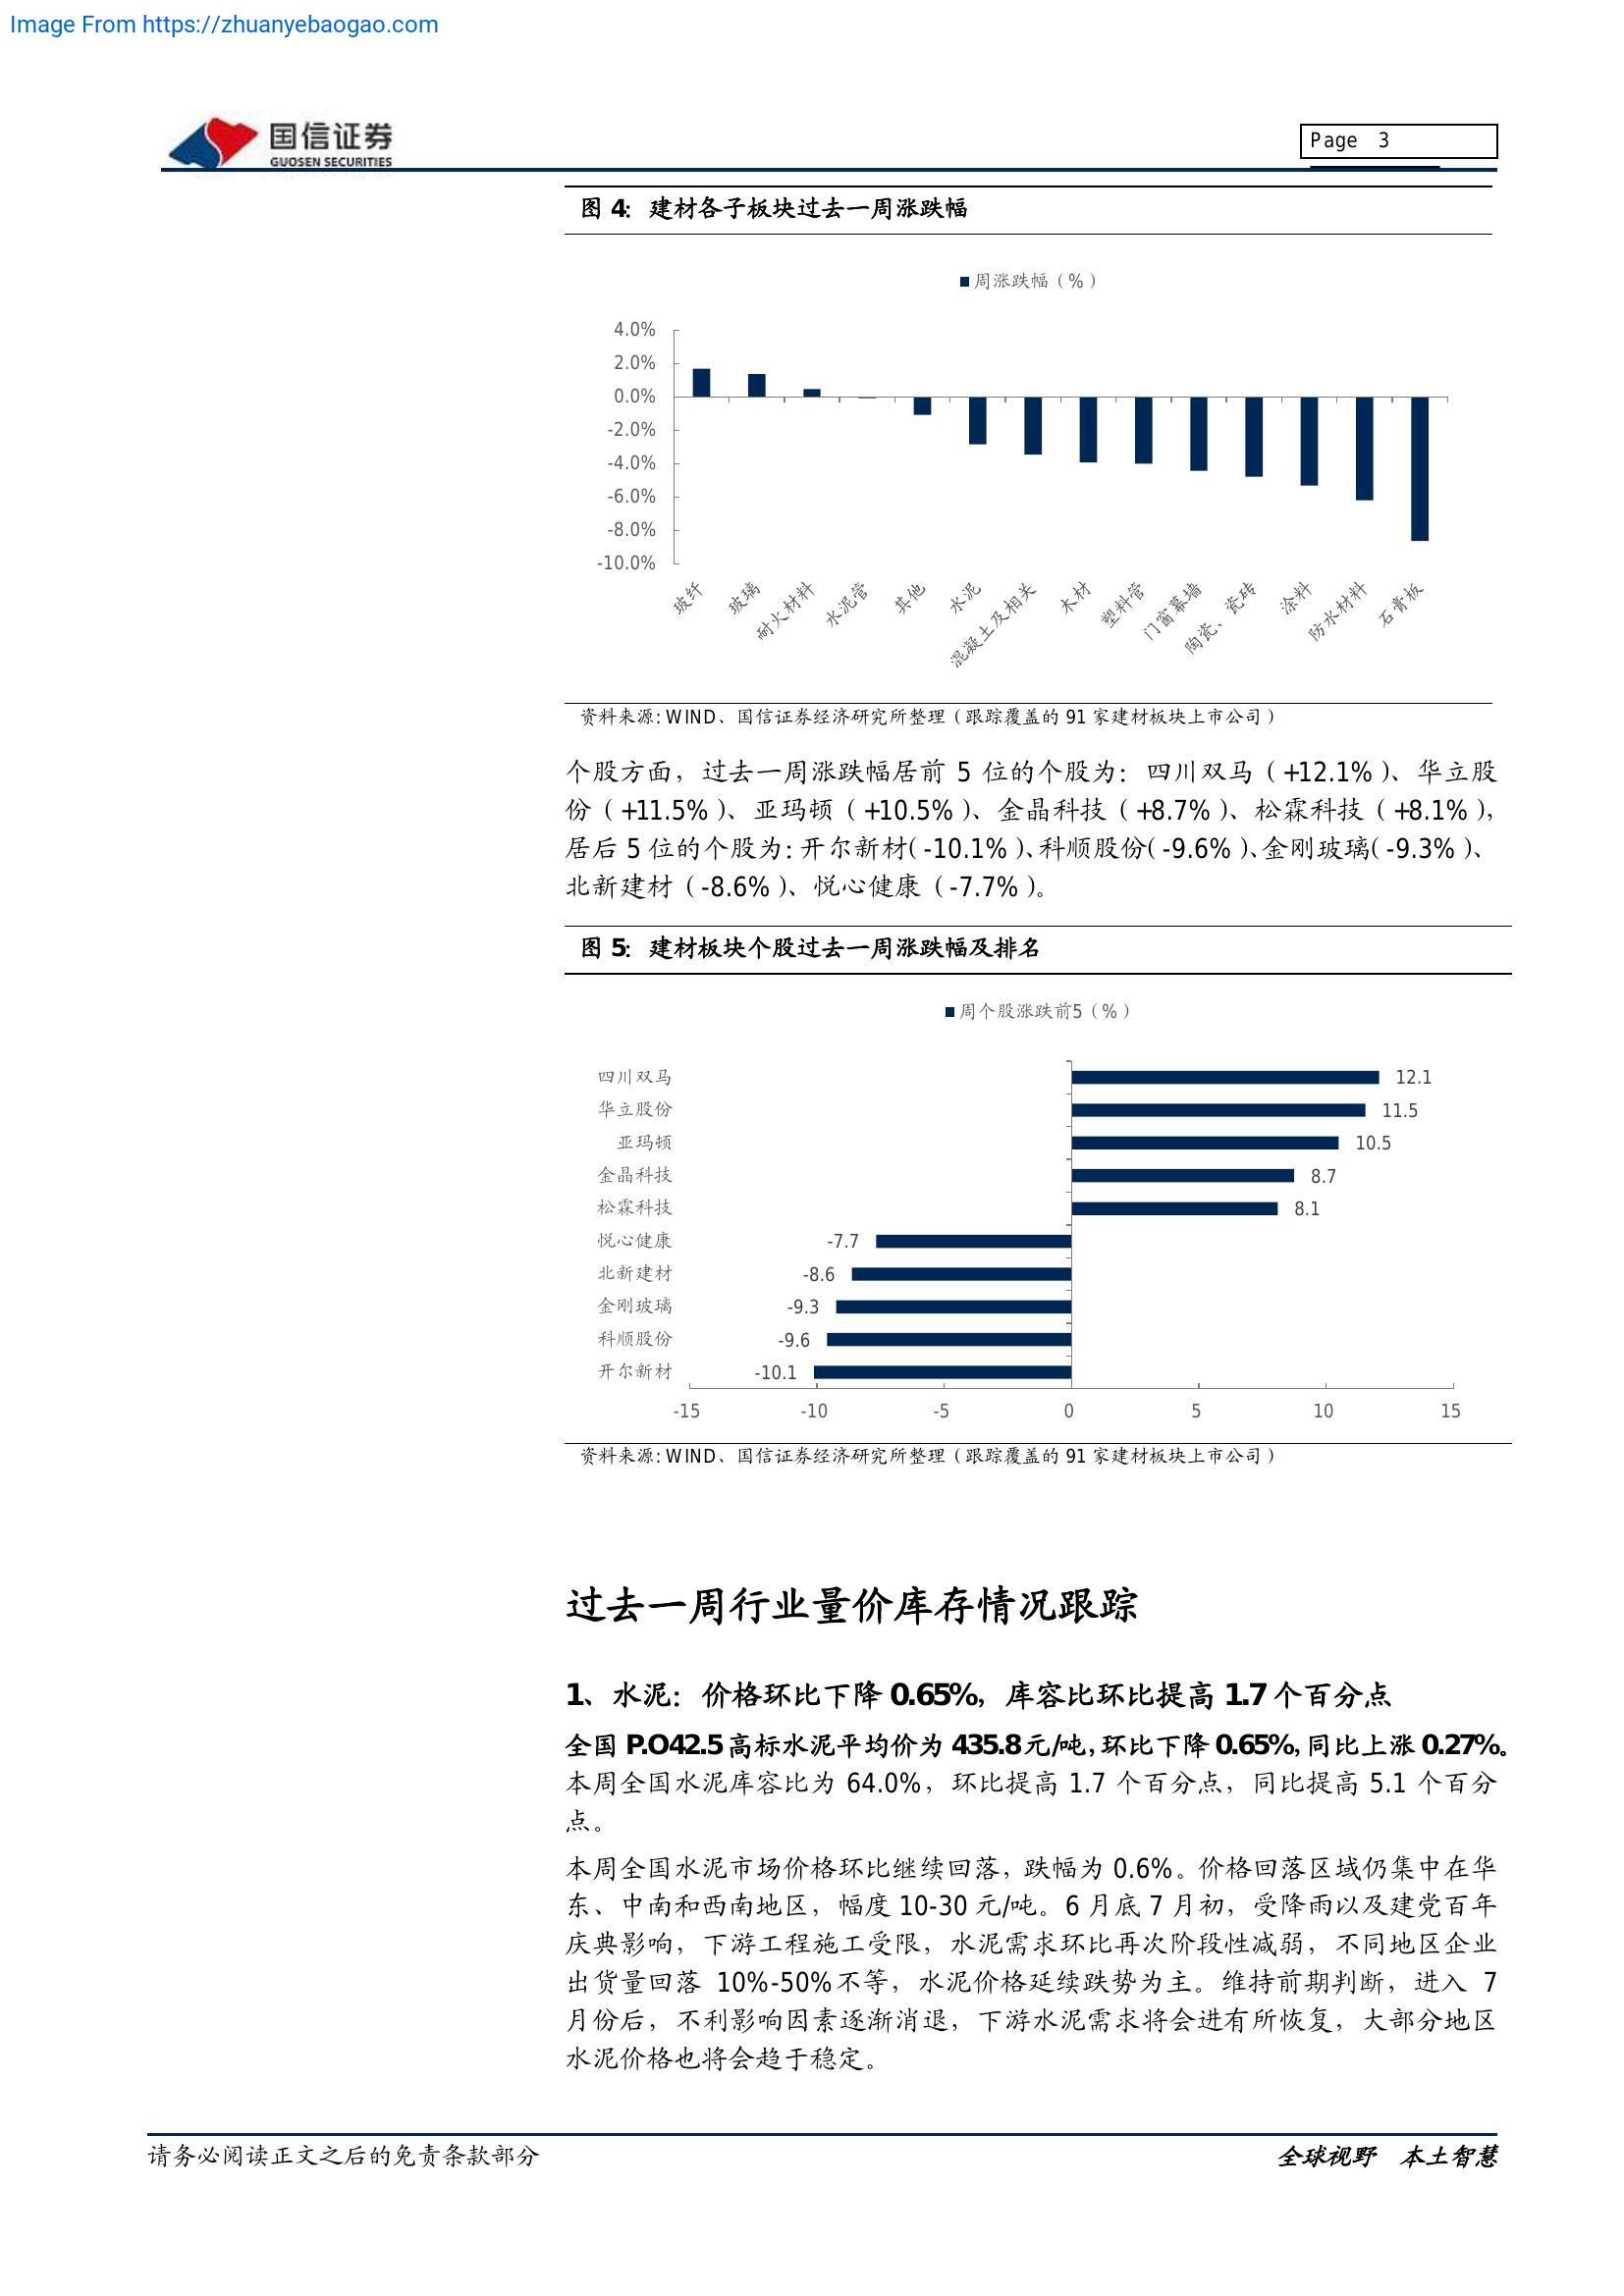 Image From https://zhuanyebaogao.com
国信证券
GUOSEN SECURITIES
Page 3
图 4: 建材各子板块过去一周涨跌幅
周涨跌幅（%）
4.0%
2.0%
0.0%
-2.0%
-4.0%
-6.0%
-8.0%
-10.0%
玻纤
玻璃
耐火材料
水泥管
其他
水泥
混凝土及相关
木材
塑料管
门窗幕墙
陶瓷、瓷砖
涂料
防水材料
石膏板
资料来源: WIND、国信证券经济研究所整理（跟踪覆盖的 91 家建材板块上市公司）
个股方面，过去一周涨跌幅居前 5 位的个股为：四川双马（+12.1%）、华立股
份（+11.5%）、亚玛顿（+10.5%）、金晶科技（+8.7%）、松霖科技（+8.1%），
居后 5 位的个股为：开尔新材(-10.1%)、科顺股份(-9.6%)、金刚玻璃(-9.3%)、
北新建材（-8.6%）、悦心健康（-7.7%）。
图 5: 建材板块个股过去一周涨跌幅及排名
周个股涨跌前5（%）
四川双马 12.1
华立股份 11.5
亚玛顿 10.5
金晶科技 8.7
松霖科技 8.1
悦心健康 -7.7
北新建材 -8.6
金刚玻璃 -9.3
科顺股份 -9.6
开尔新材 -10.1
-15 -10 -5 0 5 10 15
资料来源: WIND、国信证券经济研究所整理（跟踪覆盖的 91 家建材板块上市公司）
过去一周行业量价库存情况跟踪
1、水泥：价格环比下降 0.65%，库容比环比提高 1.7 个百分点
全国 P.O42.5 高标水泥平均价为 435.8 元/吨，环比下降 0.65%，同比上涨 0.27%。
本周全国水泥库容比为 64.0%，环比提高 1.7 个百分点，同比提高 5.1 个百分
点。
本周全国水泥市场价格环比继续回落，跌幅为 0.6%。价格回落区域仍集中在华
东、中南和西南地区，幅度 10-30 元/吨。6 月底 7 月初，受降雨以及建党百年
庆典影响，下游工程施工受限，水泥需求环比再次阶段性减弱，不同地区企业
出货量回落 10%-50%不等，水泥价格延续跌势为主。维持前期判断，进入 7
月份后，不利影响因素逐渐消退，下游水泥需求将会进有所恢复，大部分地区
水泥价格也将会趋于稳定。
请务必阅读正文之后的免责条款部分
全球视野 本土智慧